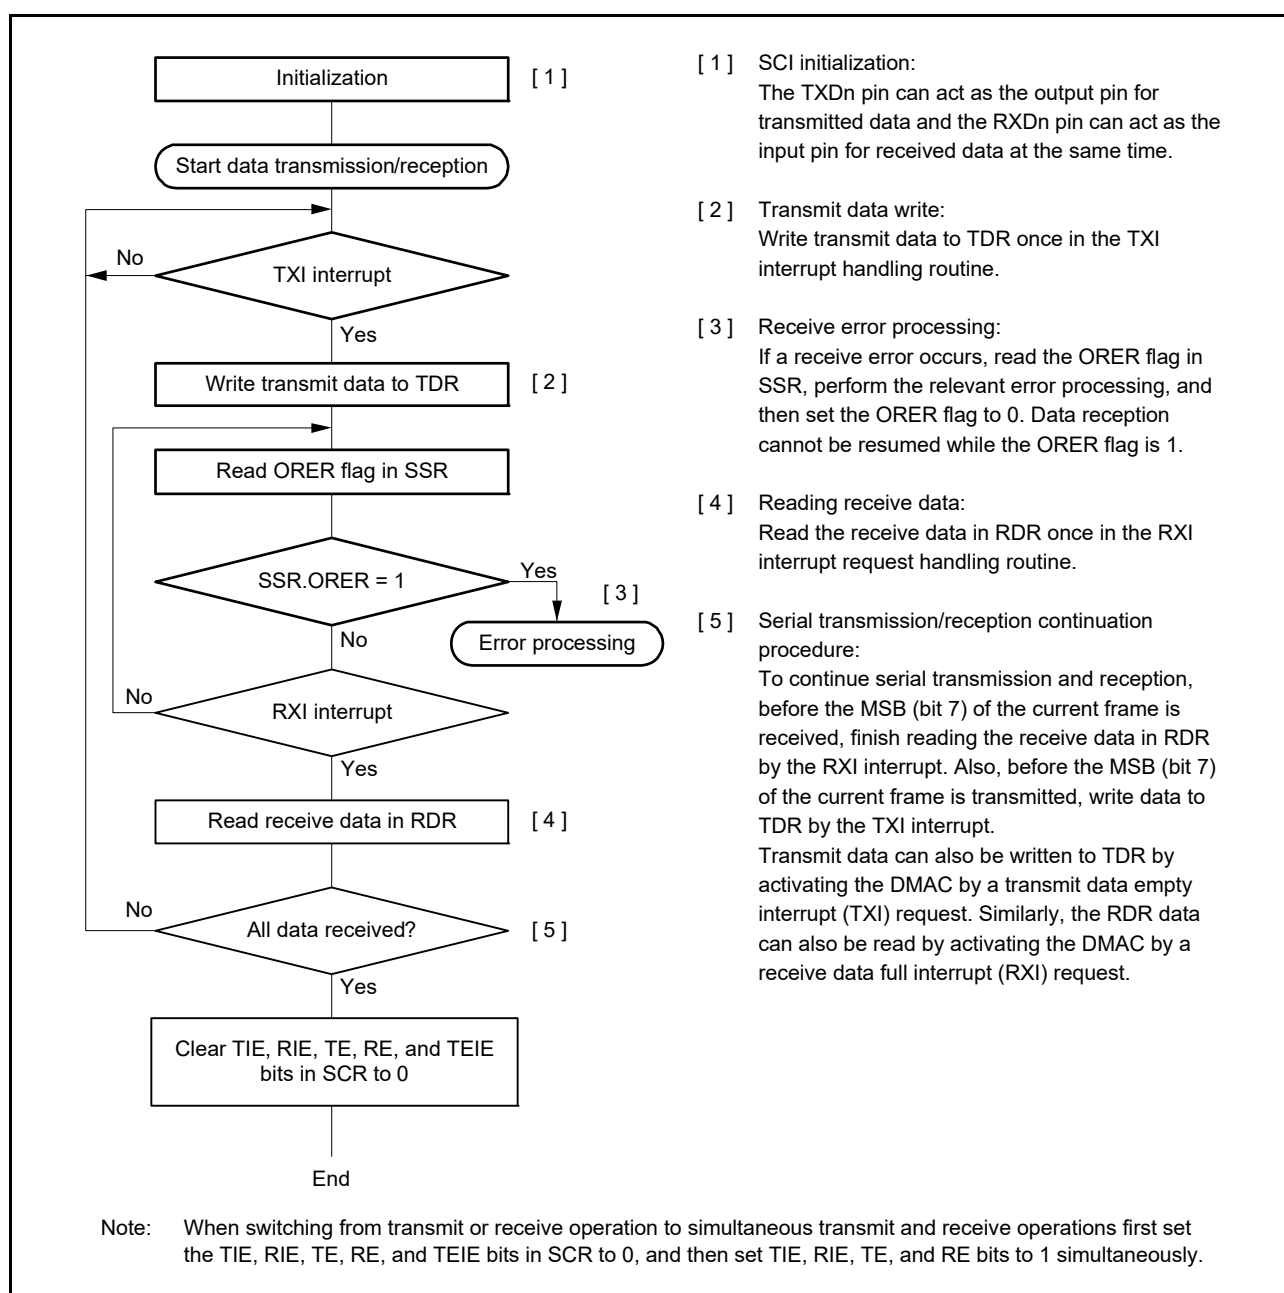 Initialization
[ 1 ]
Start data transmission/reception
No
TXI interrupt
Yes
Write transmit data to TDR
[ 2 ]
Read ORER flag in SSR
SSR.ORER = 1
Yes
[ 3 ]
Error processing
No
No
RXI interrupt
Yes
Read receive data in RDR
[ 4 ]
No
All data received?
[ 5 ]
Yes
Clear TIE, RIE, TE, RE, and TEIE
bits in SCR to 0
End
[ 1 ] SCI initialization:
The TXDn pin can act as the output pin for
transmitted data and the RXDn pin can act as the
input pin for received data at the same time.
[ 2 ] Transmit data write:
Write transmit data to TDR once in the TXI
interrupt handling routine.
[ 3 ] Receive error processing:
If a receive error occurs, read the ORER flag in
SSR, perform the relevant error processing, and
then set the ORER flag to 0. Data reception
cannot be resumed while the ORER flag is 1.
[ 4 ] Reading receive data:
Read the receive data in RDR once in the RXI
interrupt request handling routine.
[ 5 ] Serial transmission/reception continuation
procedure:
To continue serial transmission and reception,
before the MSB (bit 7) of the current frame is
received, finish reading the receive data in RDR
by the RXI interrupt. Also, before the MSB (bit 7)
of the current frame is transmitted, write data to
TDR by the TXI interrupt.
Transmit data can also be written to TDR by
activating the DMAC by a transmit data empty
interrupt (TXI) request. Similarly, the RDR data
can also be read by activating the DMAC by a
receive data full interrupt (RXI) request.
Note: When switching from transmit or receive operation to simultaneous transmit and receive operations first set
the TIE, RIE, TE, RE, and TEIE bits in SCR to 0, and then set TIE, RIE, TE, and RE bits to 1 simultaneously.